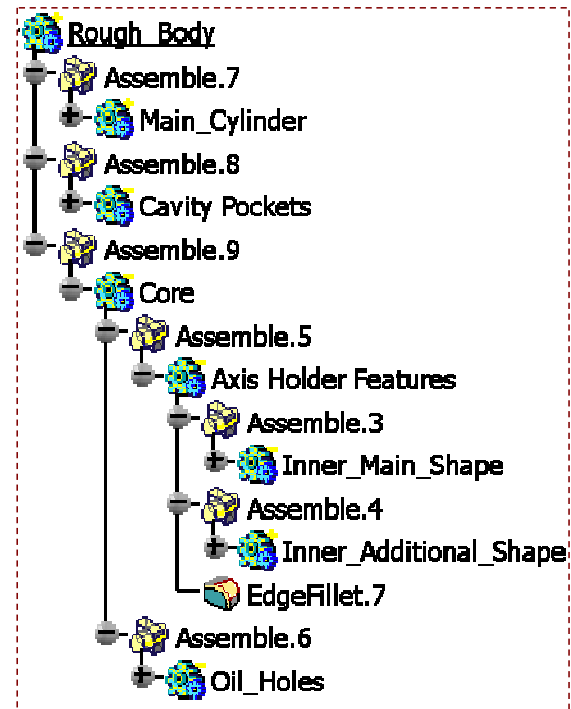 Rough_Body
Assemble.7
Main_Cylinder
Assemble.8
Cavity Pockets
Assemble.9
Core
Assemble.5
Axis Holder Features
Assemble.3
Inner_Main_Shape
Assemble.4
Inner_Additional_Shape
EdgeFillet.7
Assemble.6
Oil_Holes